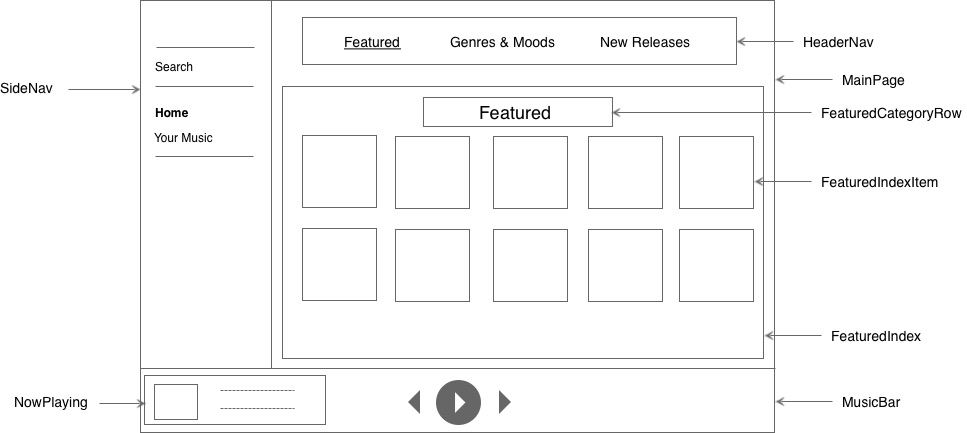 Featured
Genres & Moods
New Releases
HeaderNav
Search
MainPage
SideNav
Home
Featured
FeaturedCategoryRow
Your Music
FeaturedIndexItem
FeaturedIndex
NowPlaying
MusicBar